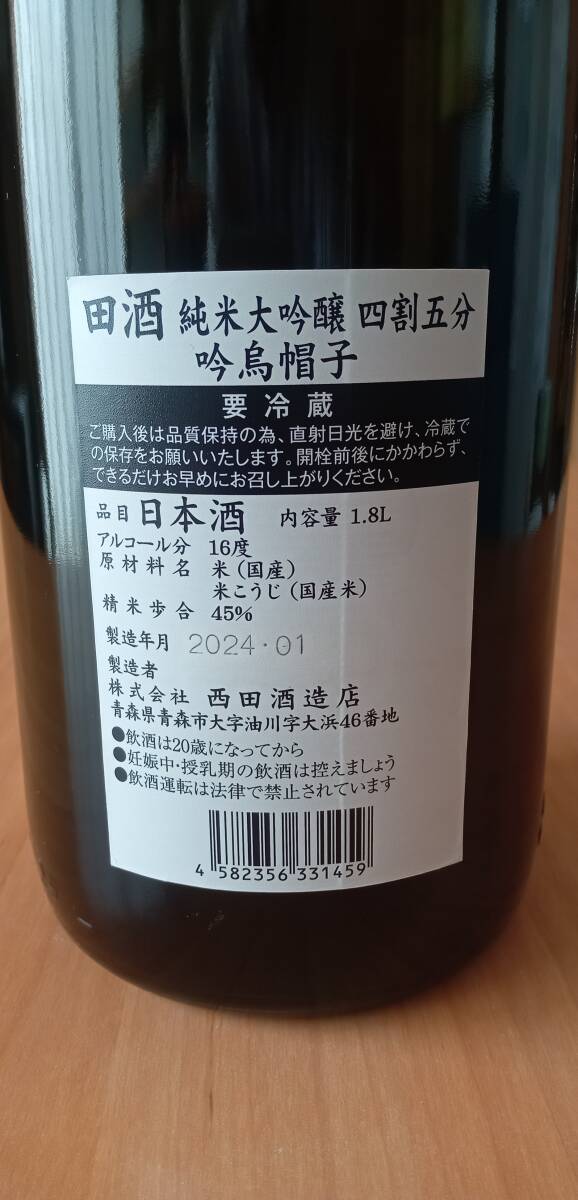 田酒 純米大吟醸 四割五分
吟烏帽子
要冷蔵
ご購入後は品質保持の為、直射日光を避け、冷蔵で
の保存をお願いいたします。開栓前後にかかわらず、
できるだけお早めにお召し上がりください。
品目 日本酒 内容量 1.8L
アルコール分 16度
原材料名 米（国産）
米こうじ（国産米）
精米歩合 45%
製造年月 2024・01
製造者
株式会社 西田酒造店
青森県青森市大字油川字大浜46番地
●飲酒は20歳になってから
●妊娠中・授乳期の飲酒は控えましょう
●飲酒運転は法律で禁止されています
4 582356 331459